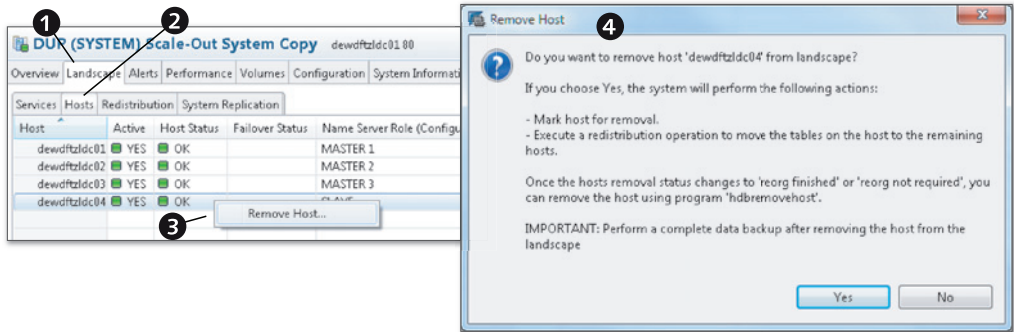 1
2
DUP (SYSTEM) Scale-Out System Copy dewdftzldc01 80
Overview Landscape Alerts Performance Volumes Configuration System Informati
Services Hosts Redistribution System Replication
Host Active Host Status Failover Status Name Server Role (Configu
dewdftzldc01 YES OK MASTER 1
dewdftzldc02 YES OK MASTER 2
dewdftzldc03 YES OK MASTER 3
dewdftzldc04 YES OK SLAVE
3
Remove Host...
Remove Host
4
Do you want to remove host 'dewdftzldc04' from landscape?
If you choose Yes, the system will perform the following actions:
- Mark host for removal.
- Execute a redistribution operation to move the tables on the host to the remaining
hosts.
Once the hosts removal status changes to 'reorg finished' or 'reorg not required', you
can remove the host using program 'hdbremovehost'.
IMPORTANT: Perform a complete data backup after removing the host from the
landscape
Yes
No